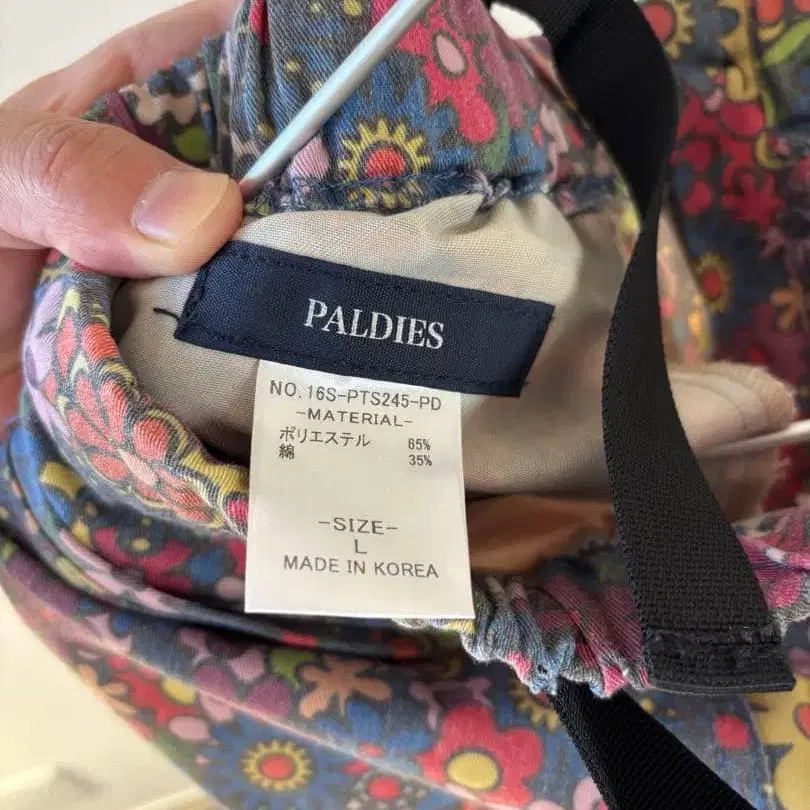 PALDIES
NO.16S-PTS245-PD
-MATERIAL-
ポリエステル 65%
綿 35%
-SIZE-
L
MADE IN KOREA